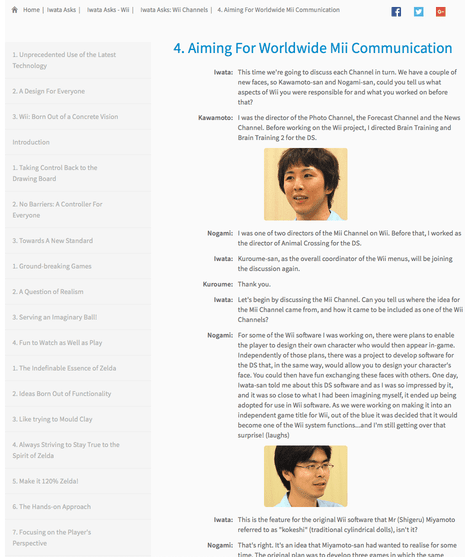 Home | Iwata Asks | Iwata Asks - Wii | Iwata Asks: Wii Channels | 4. Aiming For Worldwide Mii Communication
1. Unprecedented Use of the Latest
Technology
2. A Design For Everyone
3. Wii: Born Out of a Concrete Vision
Introduction
1. Taking Control Back to the
Drawing Board
2. No Barriers: A Controller For
Everyone
3. Towards A New Standard
1. Ground-breaking Games
2. A Question of Realism
3. Serving an Imaginary Ball!
4. Fun to Watch as Well as Play
1. The Indefinable Essence of Zelda
2. Ideas Born Out of Functionality
3. Like trying to Mould Clay
4. Always Striving to Stay True to the
Spirit of Zelda
5. Make it 120% Zelda!
6. The Hands-on Approach
7. Focusing on the Player's
Perspective
4. Aiming For Worldwide Mii Communication
Iwata: This time we're going to discuss each Channel in turn. We have a couple of
new faces, so Kawamoto-san and Nogami-san, could you tell us what
aspects of Wii you were responsible for and what you worked on before
that?
Kawamoto: I was the director of the Photo Channel, the Forecast Channel and the News
Channel. Before working on the Wii project, I directed Brain Training and
Brain Training 2 for the DS.
Nogami: I was one of two directors of the Mii Channel on Wii. Before that, I worked as
the director of Animal Crossing for the DS.
Iwata: Kuroume-san, as the overall coordinator of the Wii menus, will be joining
the discussion again.
Kuroume: Thank you.
Iwata: Let's begin by discussing the Mii Channel. Can you tell us where the idea for
the Mii Channel came from, and how it came to be included as one of the Wii
Channels?
Nogami: For some of the Wii software I was working on, there were plans to enable
the player to design their own character who would then appear in-game.
Independently of those plans, there was a project to develop software for
the DS that, in the same way, would allow you to design your character's
face. You could then have fun exchanging these faces with others. One day,
Iwata-san told me about this DS software and as I was so impressed by it,
and it was so close to what I had been imagining myself, it ended up being
adopted for use in Wii software. As we were working on making it into an
independent game title for Wii, out of the blue it was decided that it would
become one of the Wii system functions...and I'm still getting over that
surprise! (laughs)
Iwata: This is the feature for the original Wii software that Mr (Shigeru) Miyamoto
referred to as "kokeshi" (traditional cylindrical dolls), isn't it?
Nogami: That's right. It's an idea that Miyamoto-san had wanted to realise for some
time. The original plan was to develop three games in which the same